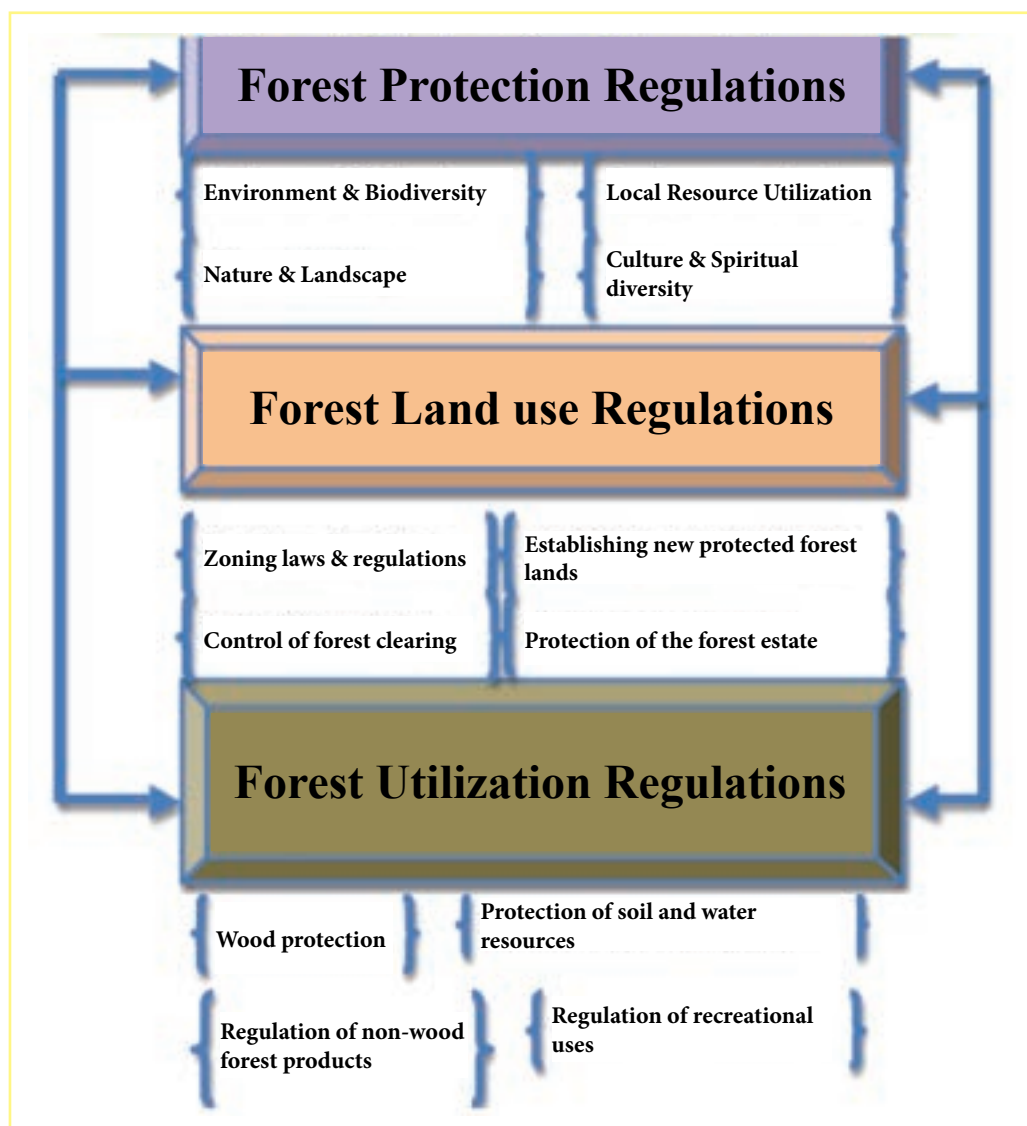 Forest Protection Regulations
Environment & Biodiversity
Local Resource Utilization
Nature & Landscape
Culture & Spiritual
diversity
Forest Land use Regulations
Zoning laws & regulations
Establishing new protected forest
lands
Control of forest clearing
Protection of the forest estate
Forest Utilization Regulations
Wood protection
Protection of soil and water
resources
Regulation of non-wood
forest products
Regulation of recreational
uses